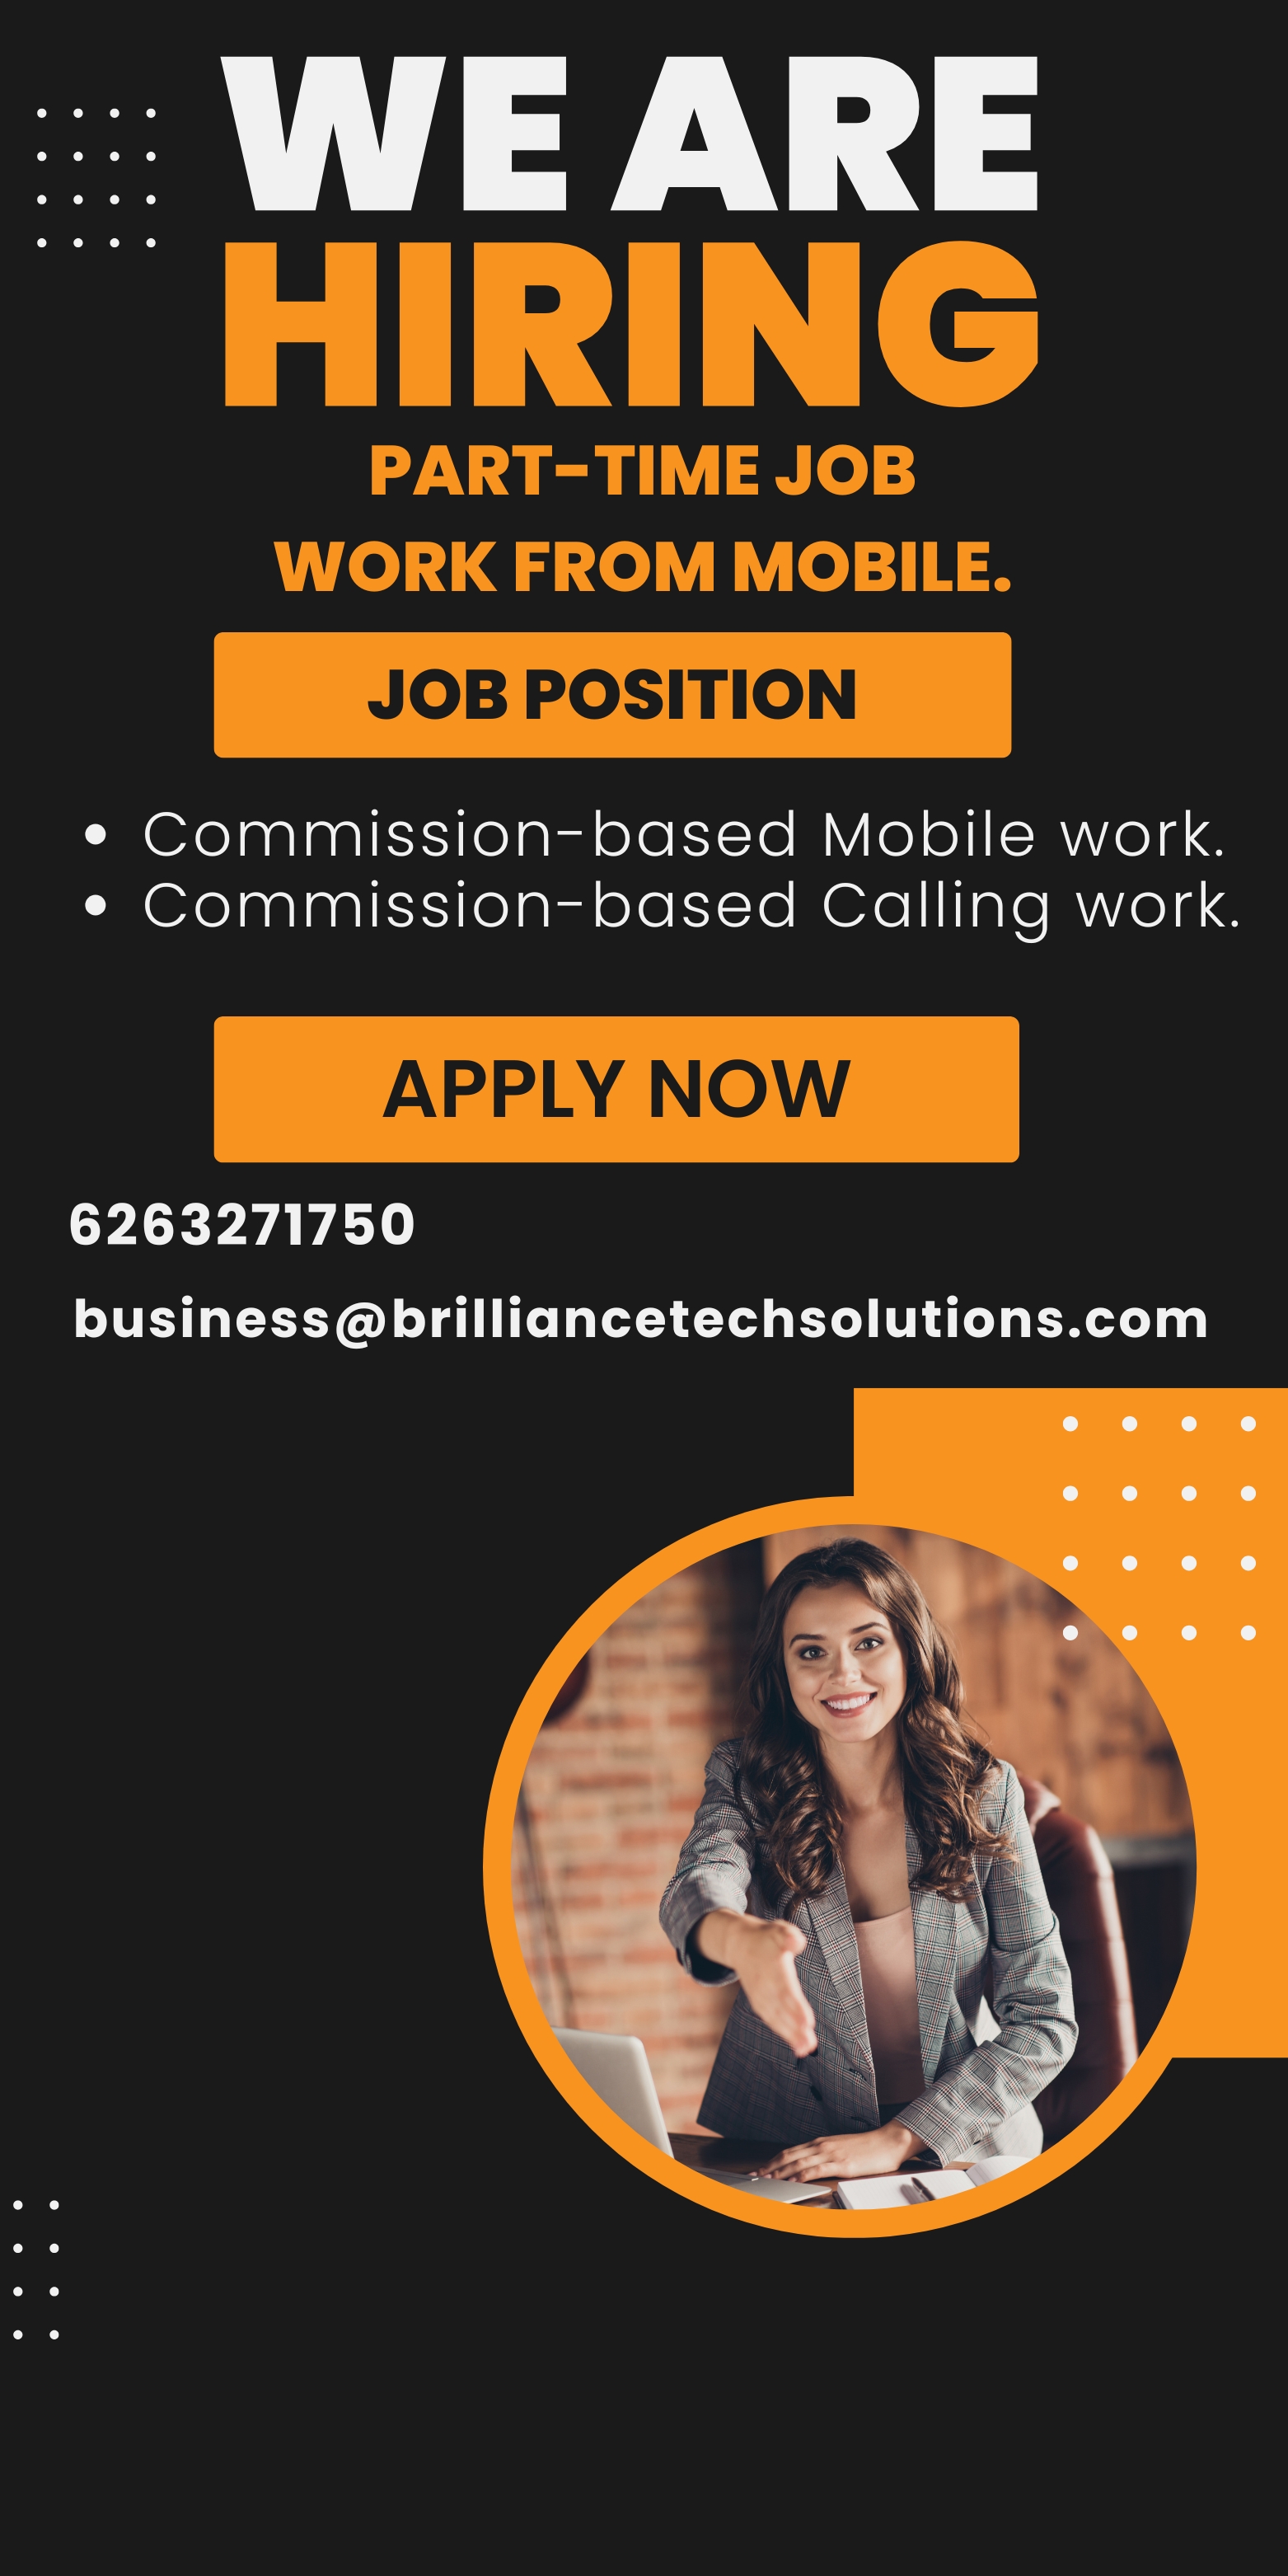 WE ARE
HIRING
PART-TIME JOB
WORK FROM MOBILE.
JOB POSITION
• Commission-based Mobile work.
• Commission-based Calling work.
APPLY NOW
6263271750
business@brilliancetechsolutions.com